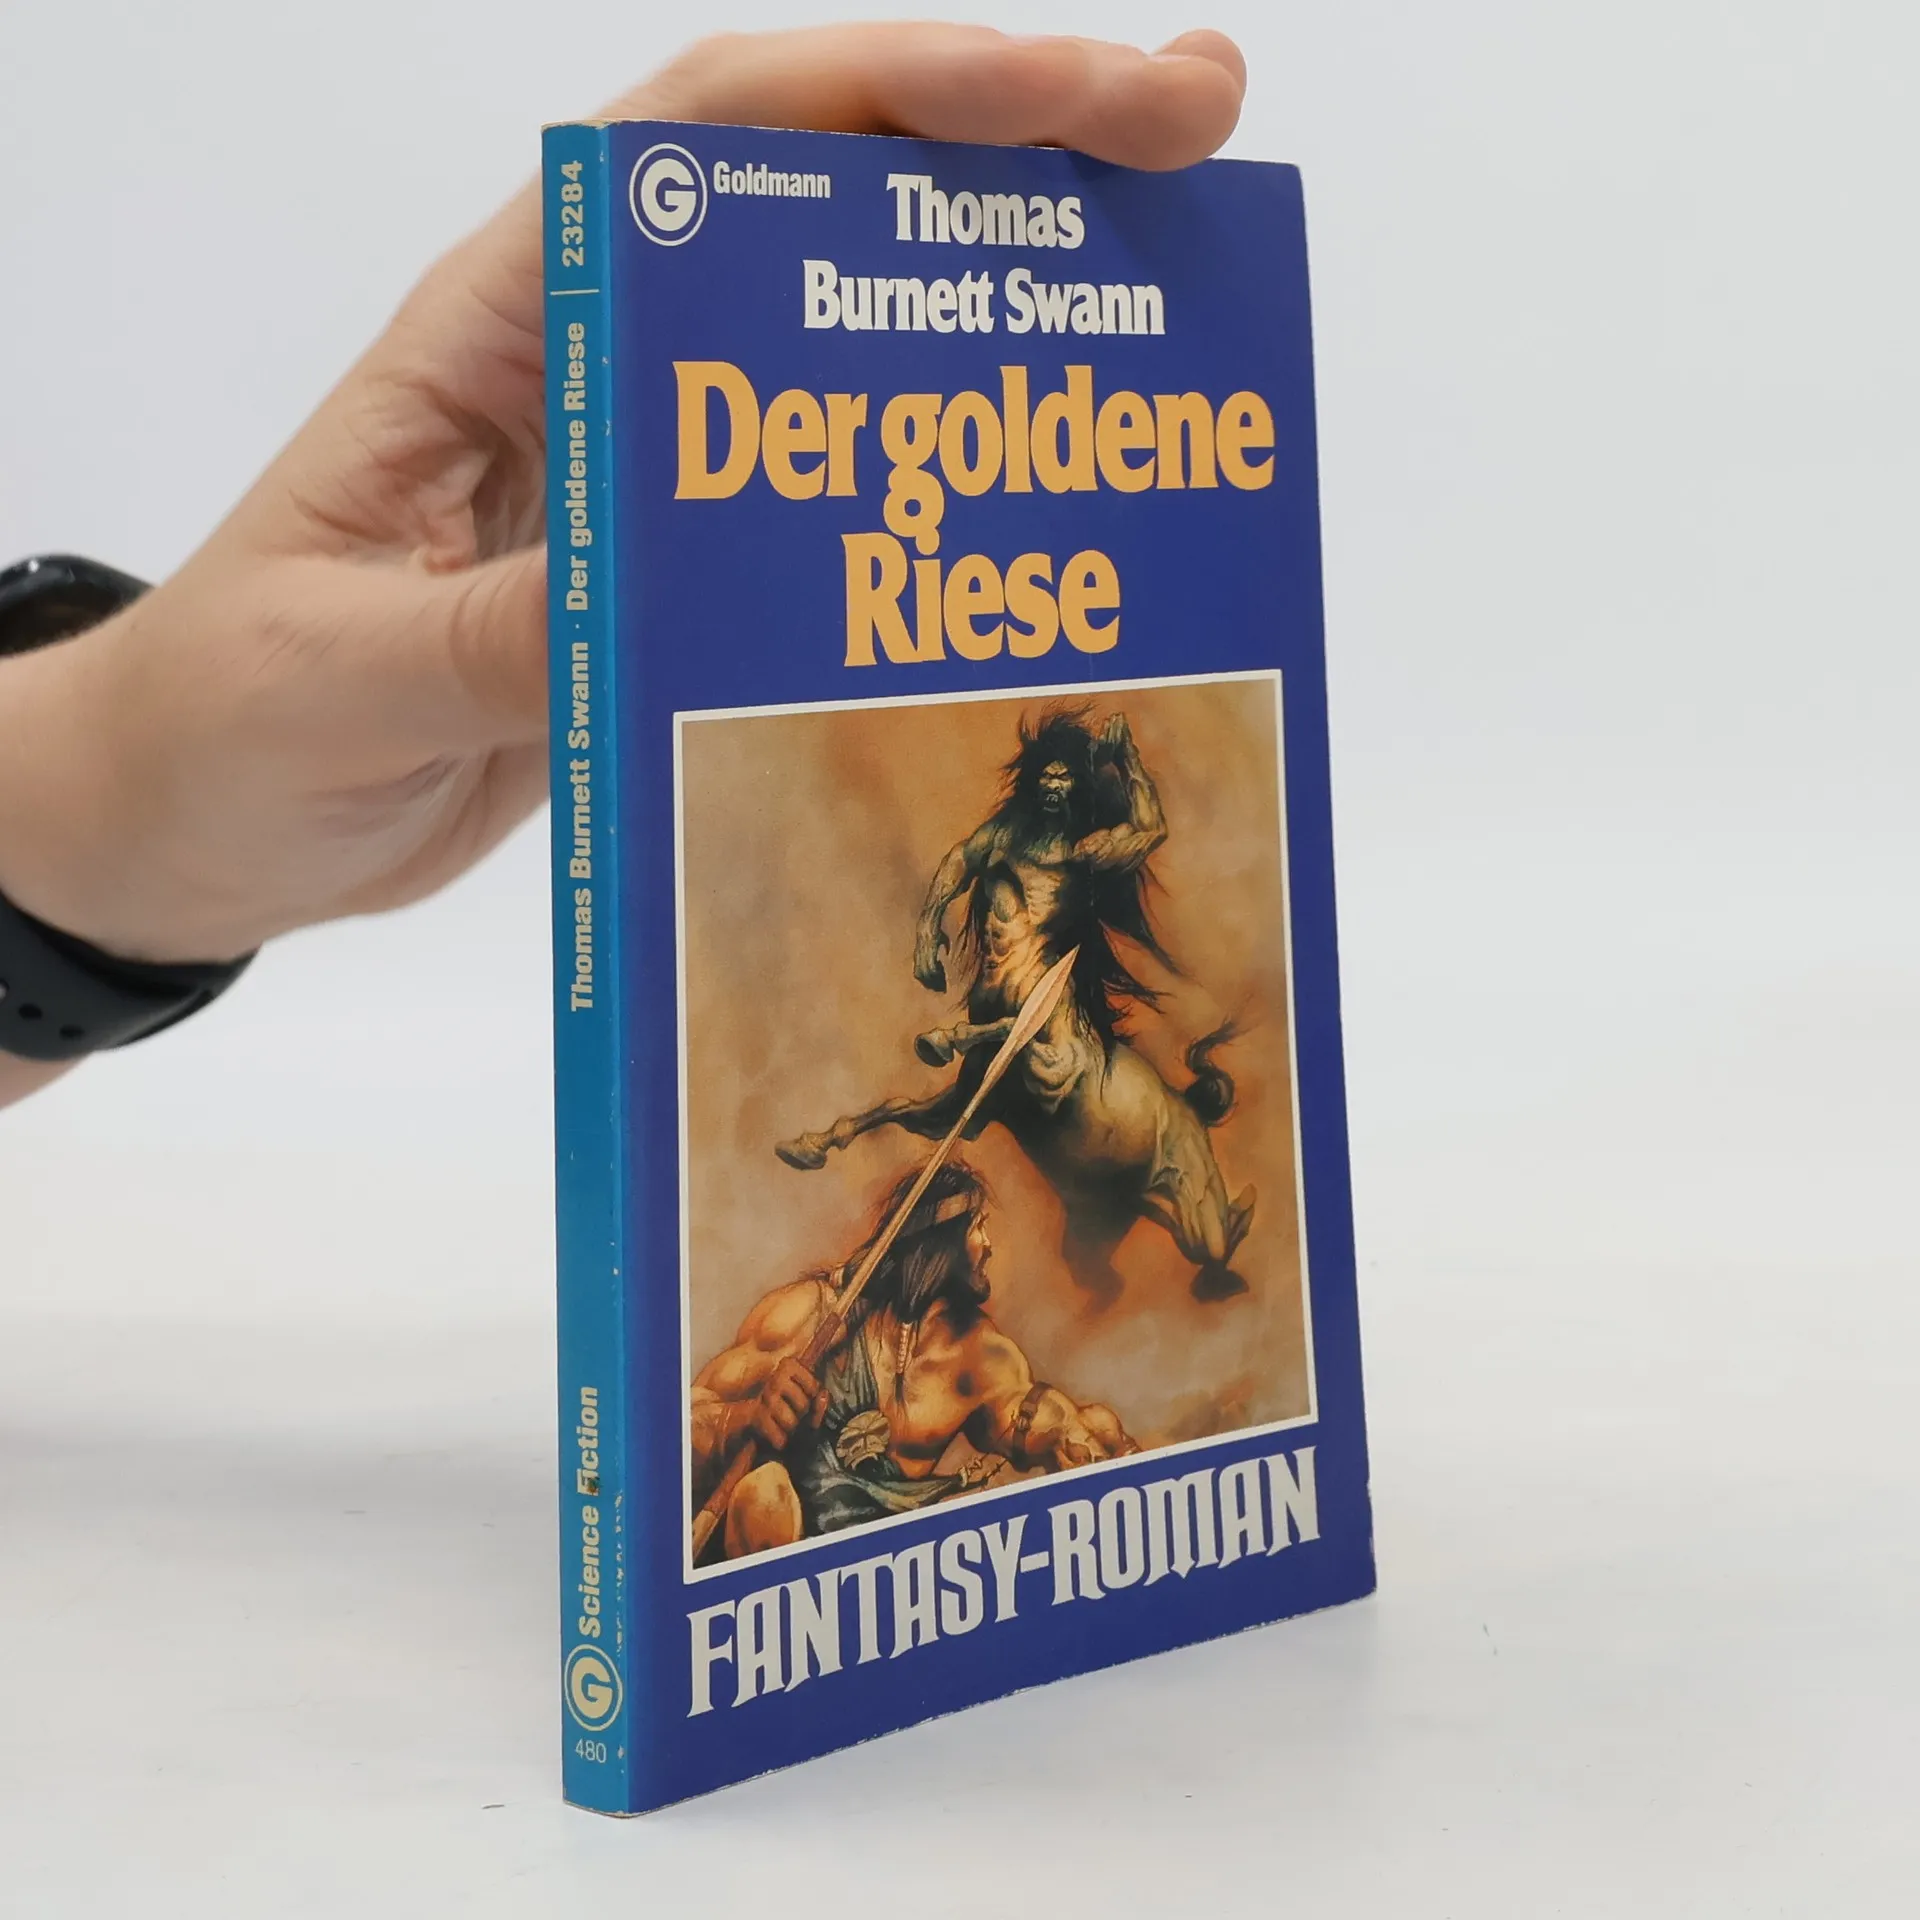 Goldmann
Thomas
Burnett Swann
Der goldene
Riese
FANTASY-ROMAN
Thomas Burnett Swann · Der goldene Riese | 23284
G Science Fiction
480